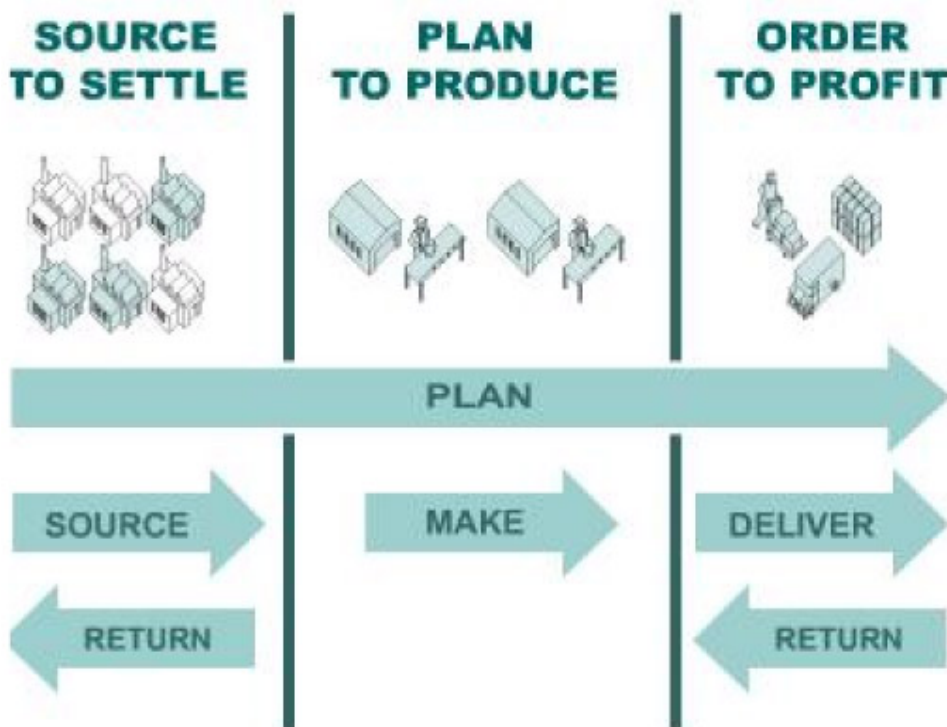 SOURCE
TO SETTLE
PLAN
TO PRODUCE
ORDER
TO PROFIT
PLAN
SOURCE
MAKE
DELIVER
RETURN
RETURN